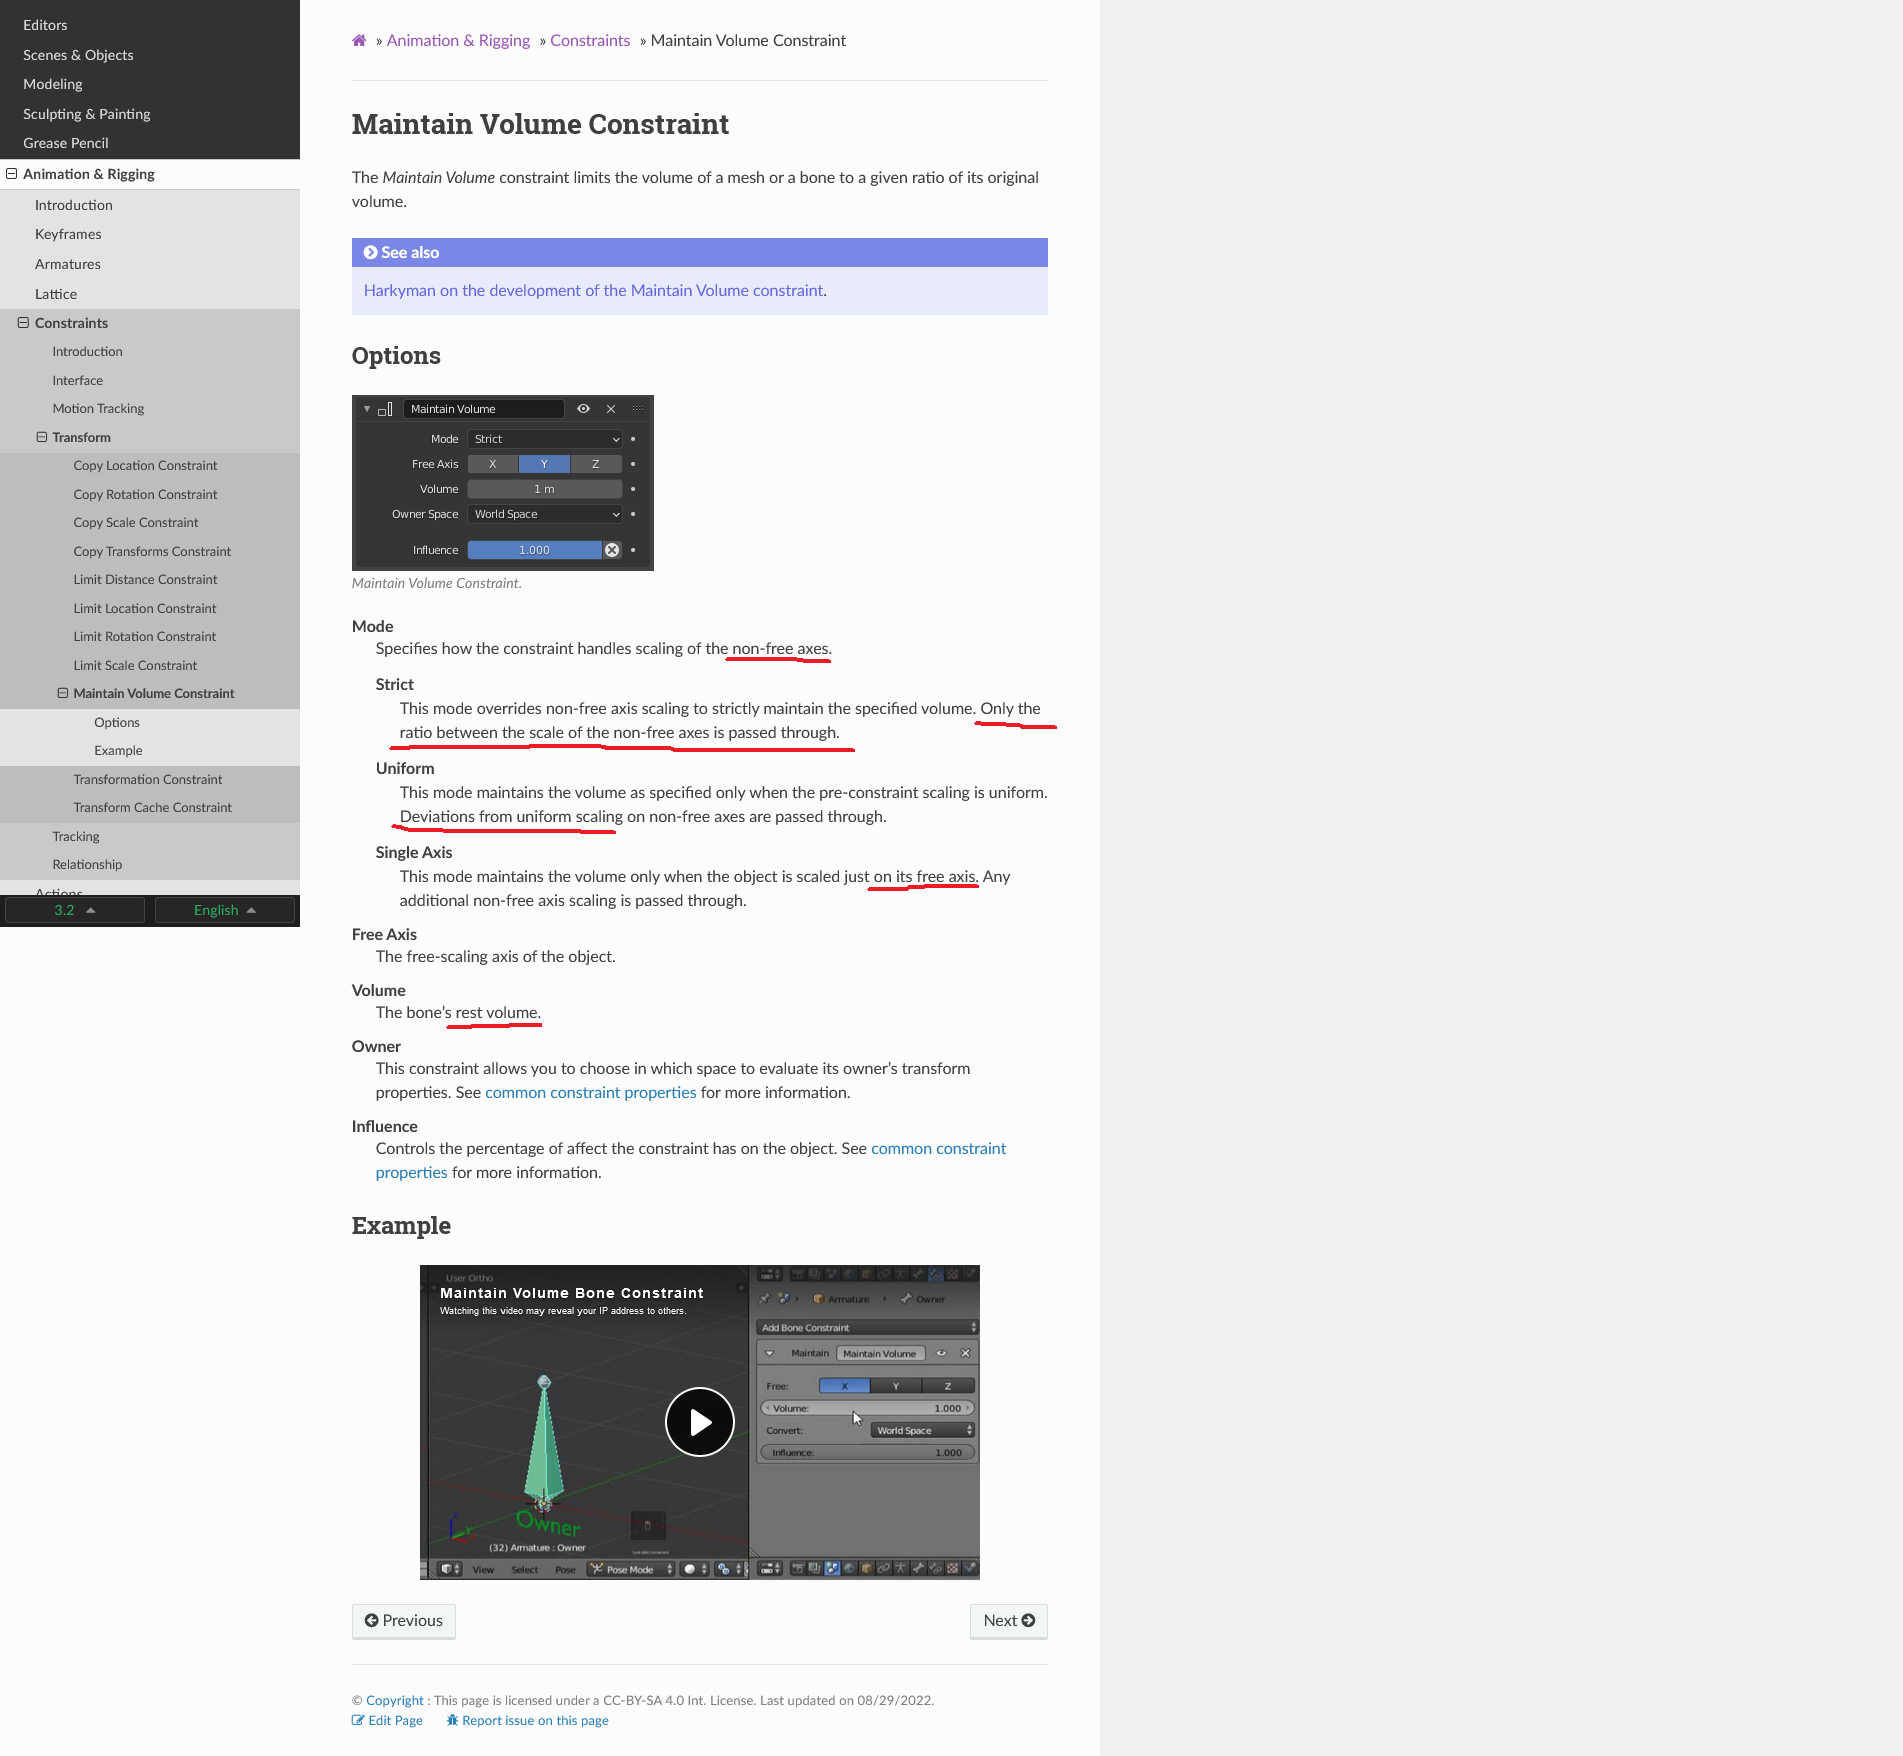 Editors
Scenes & Objects
Modeling
Sculpting & Painting
Grease Pencil
Animation & Rigging
Introduction
Keyframes
Armatures
Lattice
Constraints
Introduction
Interface
Motion Tracking
Transform
Copy Location Constraint
Copy Rotation Constraint
Copy Scale Constraint
Copy Transforms Constraint
Limit Distance Constraint
Limit Location Constraint
Limit Rotation Constraint
Limit Scale Constraint
Maintain Volume Constraint
Options
Example
Transformation Constraint
Transform Cache Constraint
Tracking
Relationship
Actions
3.2
English
» Animation & Rigging » Constraints » Maintain Volume Constraint
Maintain Volume Constraint
The Maintain Volume constraint limits the volume of a mesh or a bone to a given ratio of its original
volume.
See also
Harkyman on the development of the Maintain Volume constraint.
Options
Maintain Volume
Mode Strict
Free Axis X Y Z
Volume 1 m
Owner Space World Space
Influence 1.000
Maintain Volume Constraint.
Mode
Specifies how the constraint handles scaling of the non-free axes.
Strict
This mode overrides non-free axis scaling to strictly maintain the specified volume. Only the
ratio between the scale of the non-free axes is passed through.
Uniform
This mode maintains the volume as specified only when the pre-constraint scaling is uniform.
Deviations from uniform scaling on non-free axes are passed through.
Single Axis
This mode maintains the volume only when the object is scaled just on its free axis. Any
additional non-free axis scaling is passed through.
Free Axis
The free-scaling axis of the object.
Volume
The bone's rest volume.
Owner
This constraint allows you to choose in which space to evaluate its owner's transform
properties. See common constraint properties for more information.
Influence
Controls the percentage of affect the constraint has on the object. See common constraint
properties for more information.
Example
User Ortho
Maintain Volume Bone Constraint
Watching this video may reveal your IP address to others.
Owner
(32) Armature : Owner
View Select Pose Pose Mode
Armature Owner
Add Bone Constraint
Maintain Maintain Volume
Free: X Y Z
Volume: 1.000
Convert: World Space
Influence: 1.000
Previous
Next
© Copyright : This page is licensed under a CC-BY-SA 4.0 Int. License. Last updated on 08/29/2022.
Edit Page Report issue on this page